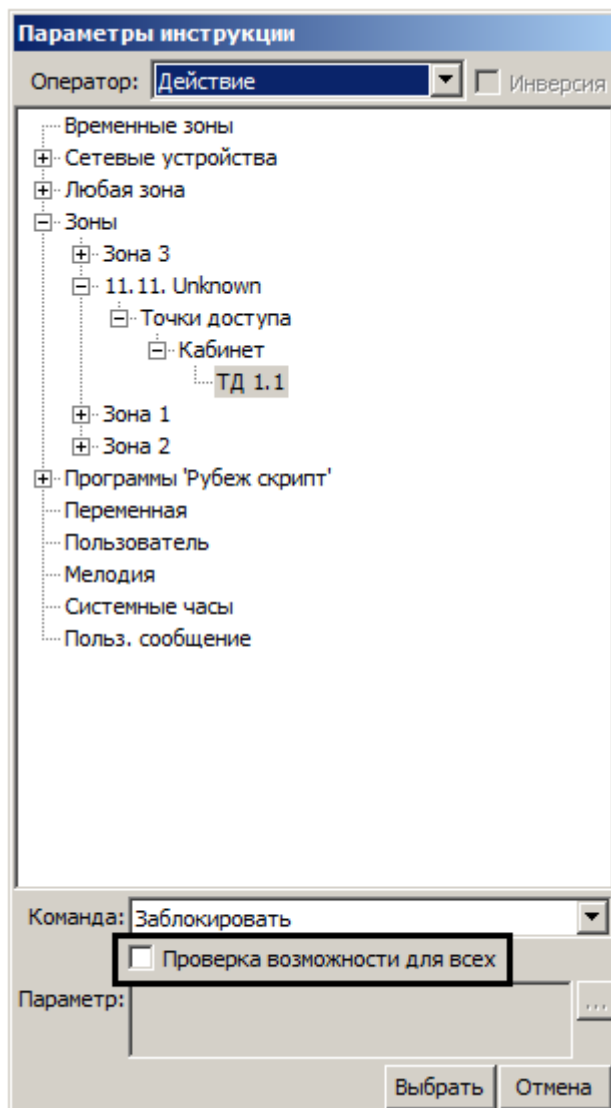 Параметры инструкции
Оператор: Действие Инверсия
Временные зоны
Сетевые устройства
Любая зона
Зоны
Зона 3
11.11. Unknown
Точки доступа
Кабинет
ТД 1.1
Зона 1
Зона 2
Программы 'Рубеж скрипт'
Переменная
Пользователь
Мелодия
Системные часы
Польз. сообщение
Команда: Заблокировать
Проверка возможности для всех
Параметр: ...
Выбрать Отмена